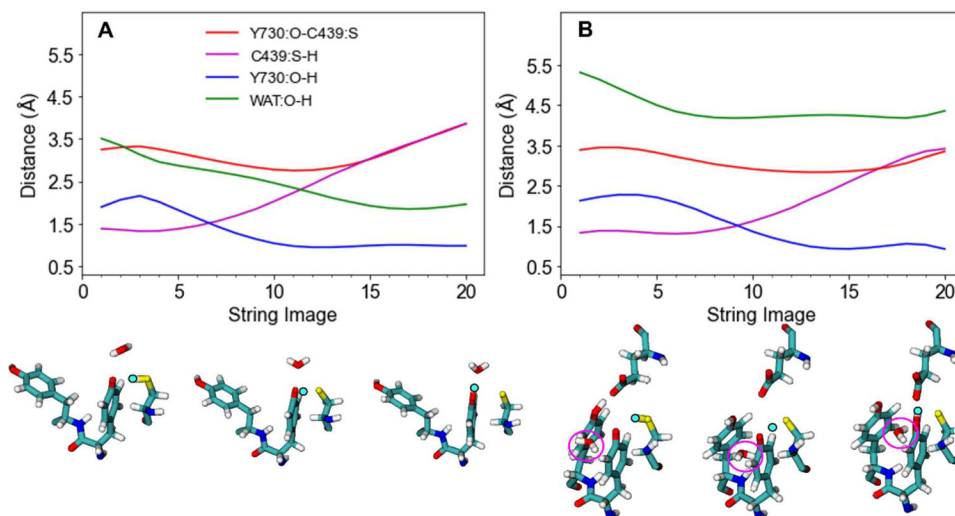 A
Y730:O-C439:S
C439:S-H
Y730:O-H
WAT:O-H
5.5
3.5
2.5
1.5
0.5
Distance (Å)
0 5 10 15 20
String Image
B
5.5
4.5
3.5
2.5
1.5
0.5
Distance (Å)
0 5 10 15 20
String Image